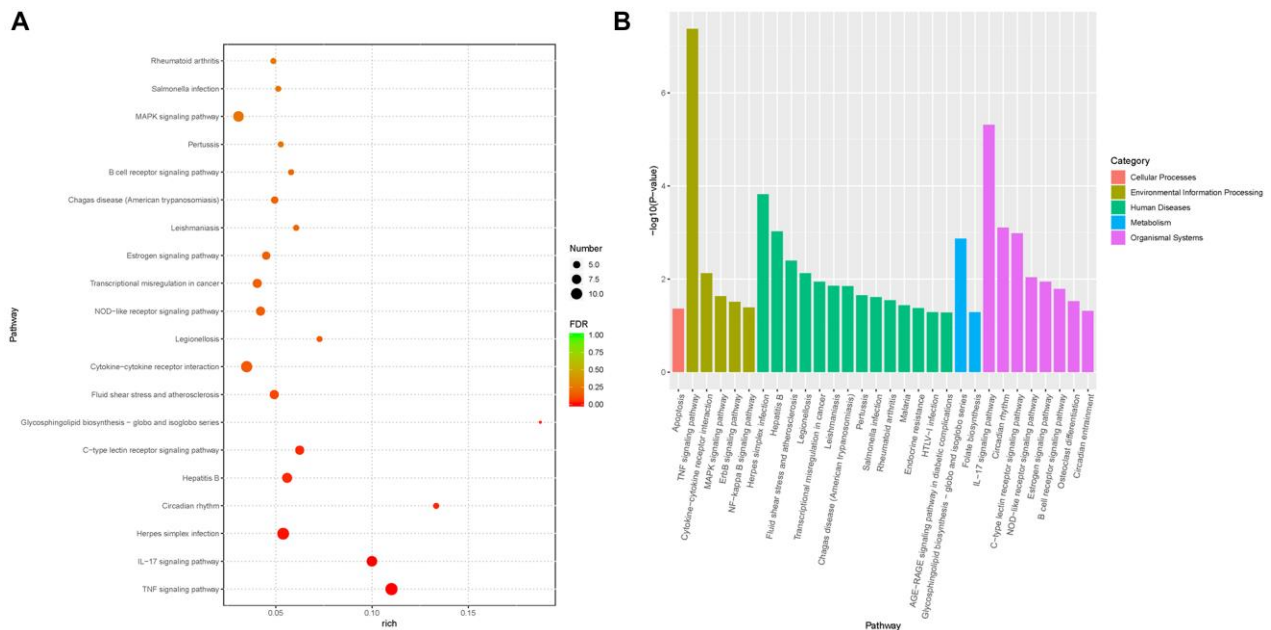 A
Rheumatoid arthritis
Salmonella infection
MAPK signaling pathway
Pertussis
B cell receptor signaling pathway
Chagas disease (American trypanosomiasis)
Leishmaniasis
Estrogen signaling pathway
Transcriptional misregulation in cancer
NOD-like receptor signaling pathway
Legionellosis
Cytokine-cytokine receptor interaction
Fluid shear stress and atherosclerosis
Glycosphingolipid biosynthesis - globo and isoglobo series
C-type lectin receptor signaling pathway
Hepatitis B
Circadian rhythm
Herpes simplex infection
IL-17 signaling pathway
TNF signaling pathway
Pathway
0.05
0.10
0.15
rich
Number
5.0
7.5
10.0
FDR
1.00
0.75
0.50
0.25
0.00
B
-log10(P-value)
6
4
2
0
Apoptosis
TNF signaling pathway
Cytokine-cytokine receptor interaction
MAPK signaling pathway
ErbB signaling pathway
NF-kappa B signaling pathway
Herpes simplex infection
Hepatitis B
Fluid shear stress and atherosclerosis
Legionellosis
Transcriptional misregulation in cancer
Leishmaniasis
Chagas disease (American trypanosomiasis)
Pertussis
Salmonella infection
Rheumatoid arthritis
Malaria
Endocrine resistance
HTLV-I infection
AGE-RAGE signaling pathway in diabetic complications
Glycosphingolipid biosynthesis - globo and isoglobo series
Folate biosynthesis
IL-17 signaling pathway
Circadian rhythm
C-type lectin receptor signaling pathway
NOD-like receptor signaling pathway
Estrogen signaling pathway
B cell receptor signaling pathway
Osteoclast differentiation
Circadian entrainment
Pathway
Category
Cellular Processes
Environmental Information Processing
Human Diseases
Metabolism
Organismal Systems